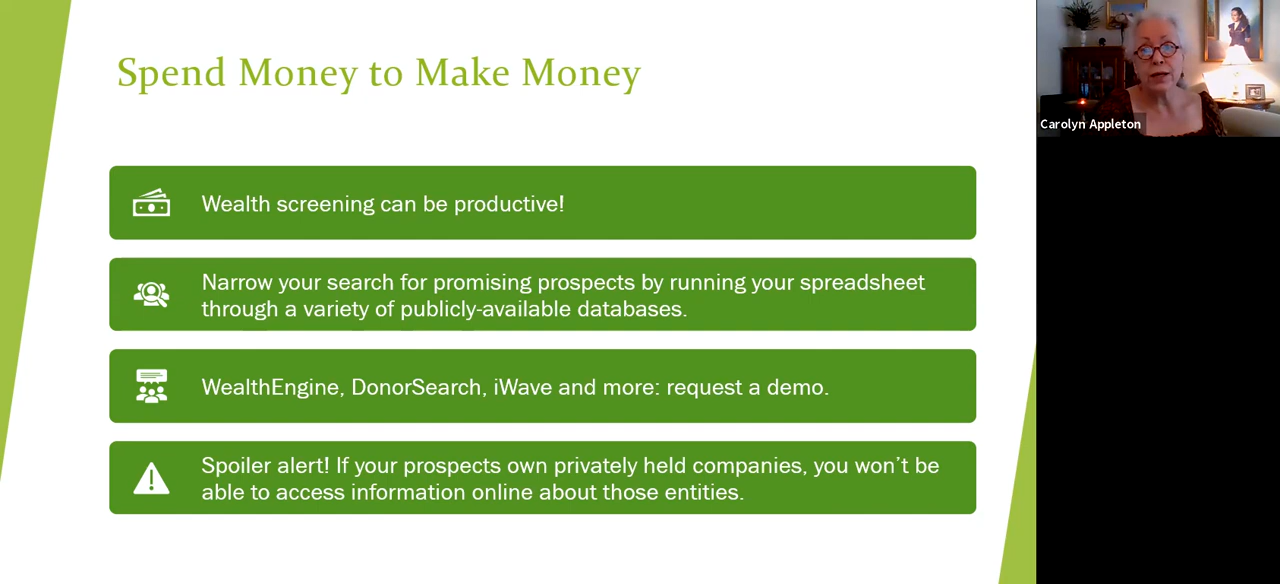 Spend Money to Make Money
Wealth screening can be productive!
Narrow your search for promising prospects by running your spreadsheet
through a variety of publicly-available databases.
WealthEngine, DonorSearch, iWave and more: request a demo.
Spoiler alert! If your prospects own privately held companies, you won’t be
able to access information online about those entities.
Carolyn Appleton